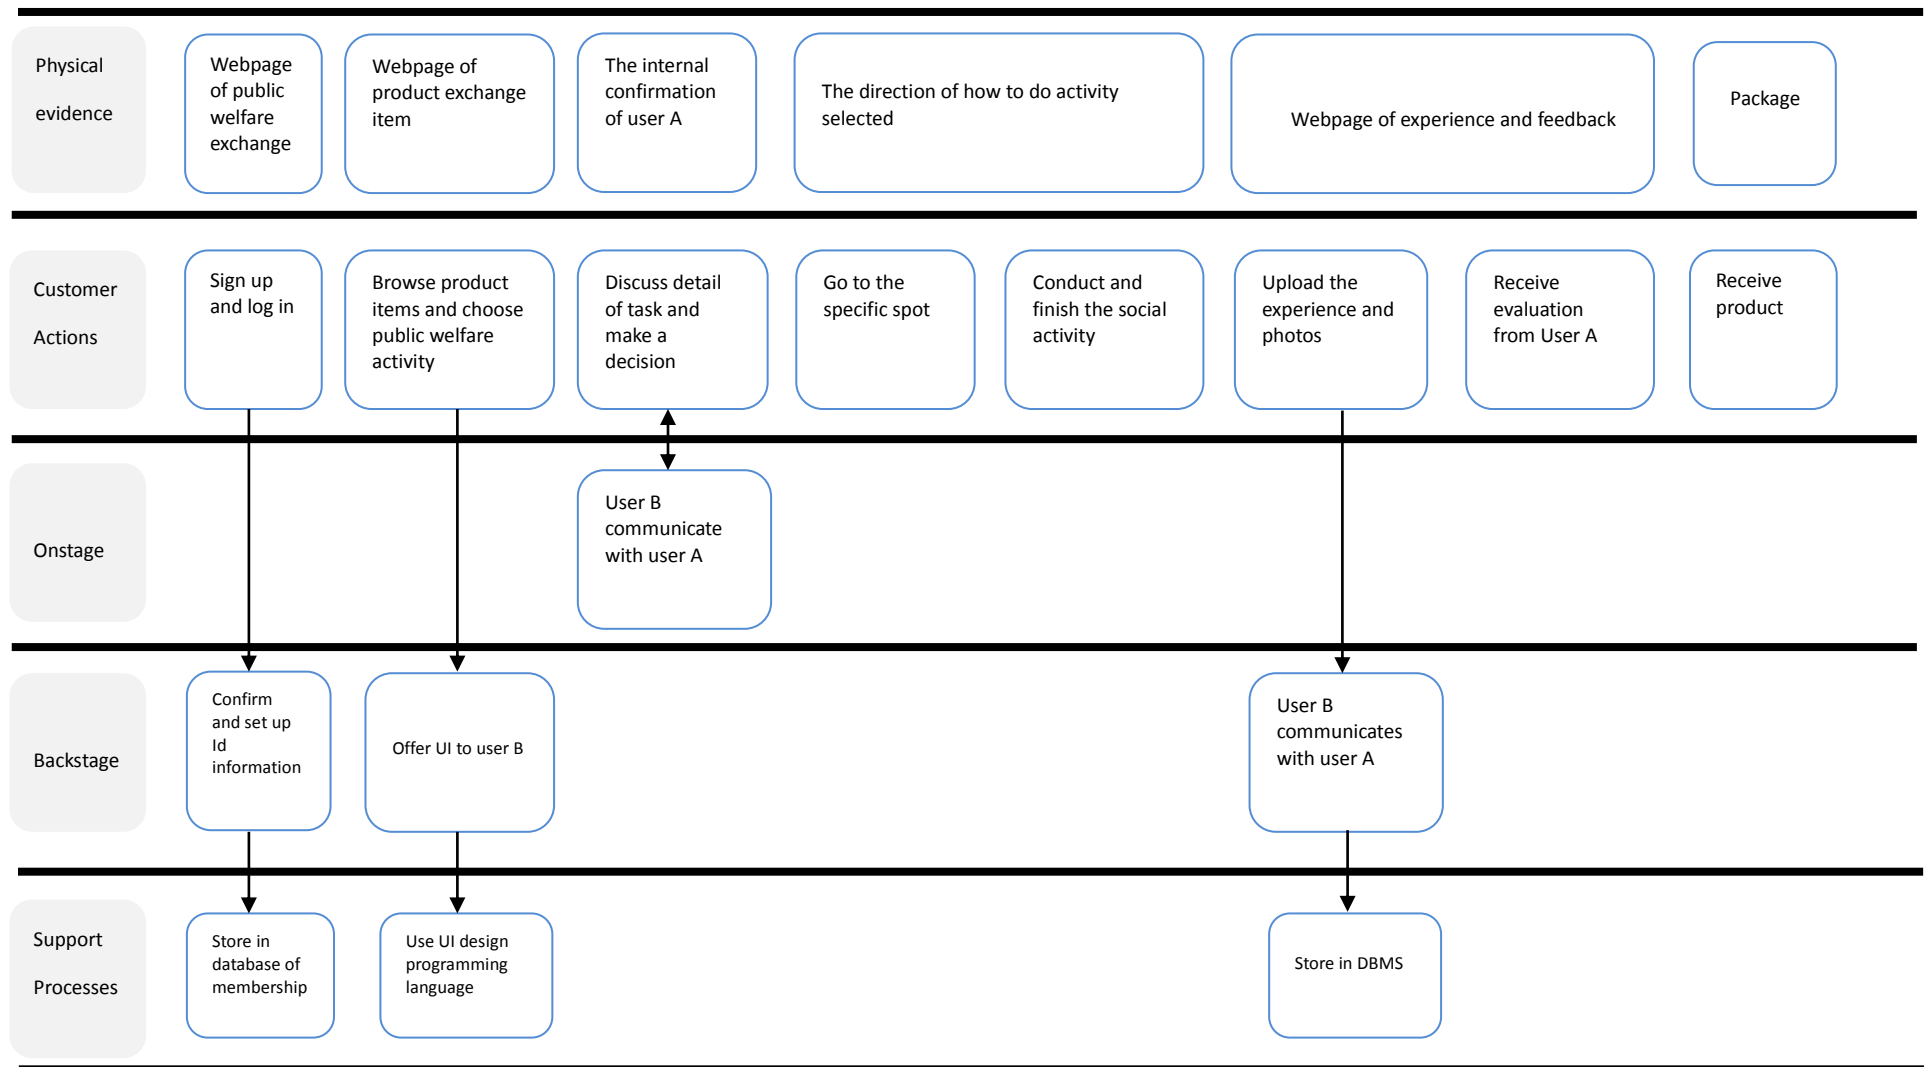 Physical
evidence
Webpage
of public
welfare
exchange
Webpage of
product exchange
item
The internal
confirmation
of user A
The direction of how to do activity
selected
Webpage of experience and feedback
Package
Customer
Actions
Sign up
and log in
Browse product
items and choose
public welfare
activity
Discuss detail
of task and
make a
decision
Go to the
specific spot
Conduct and
finish the social
activity
Upload the
experience and
photos
Receive
evaluation
from User A
Receive
product
Onstage
User B
communicate
with user A
Backstage
Confirm
and set up
Id
information
Offer UI to user B
User B
communicates
with user A
Support
Processes
Store in
database of
membership
Use UI design
programming
language
Store in DBMS